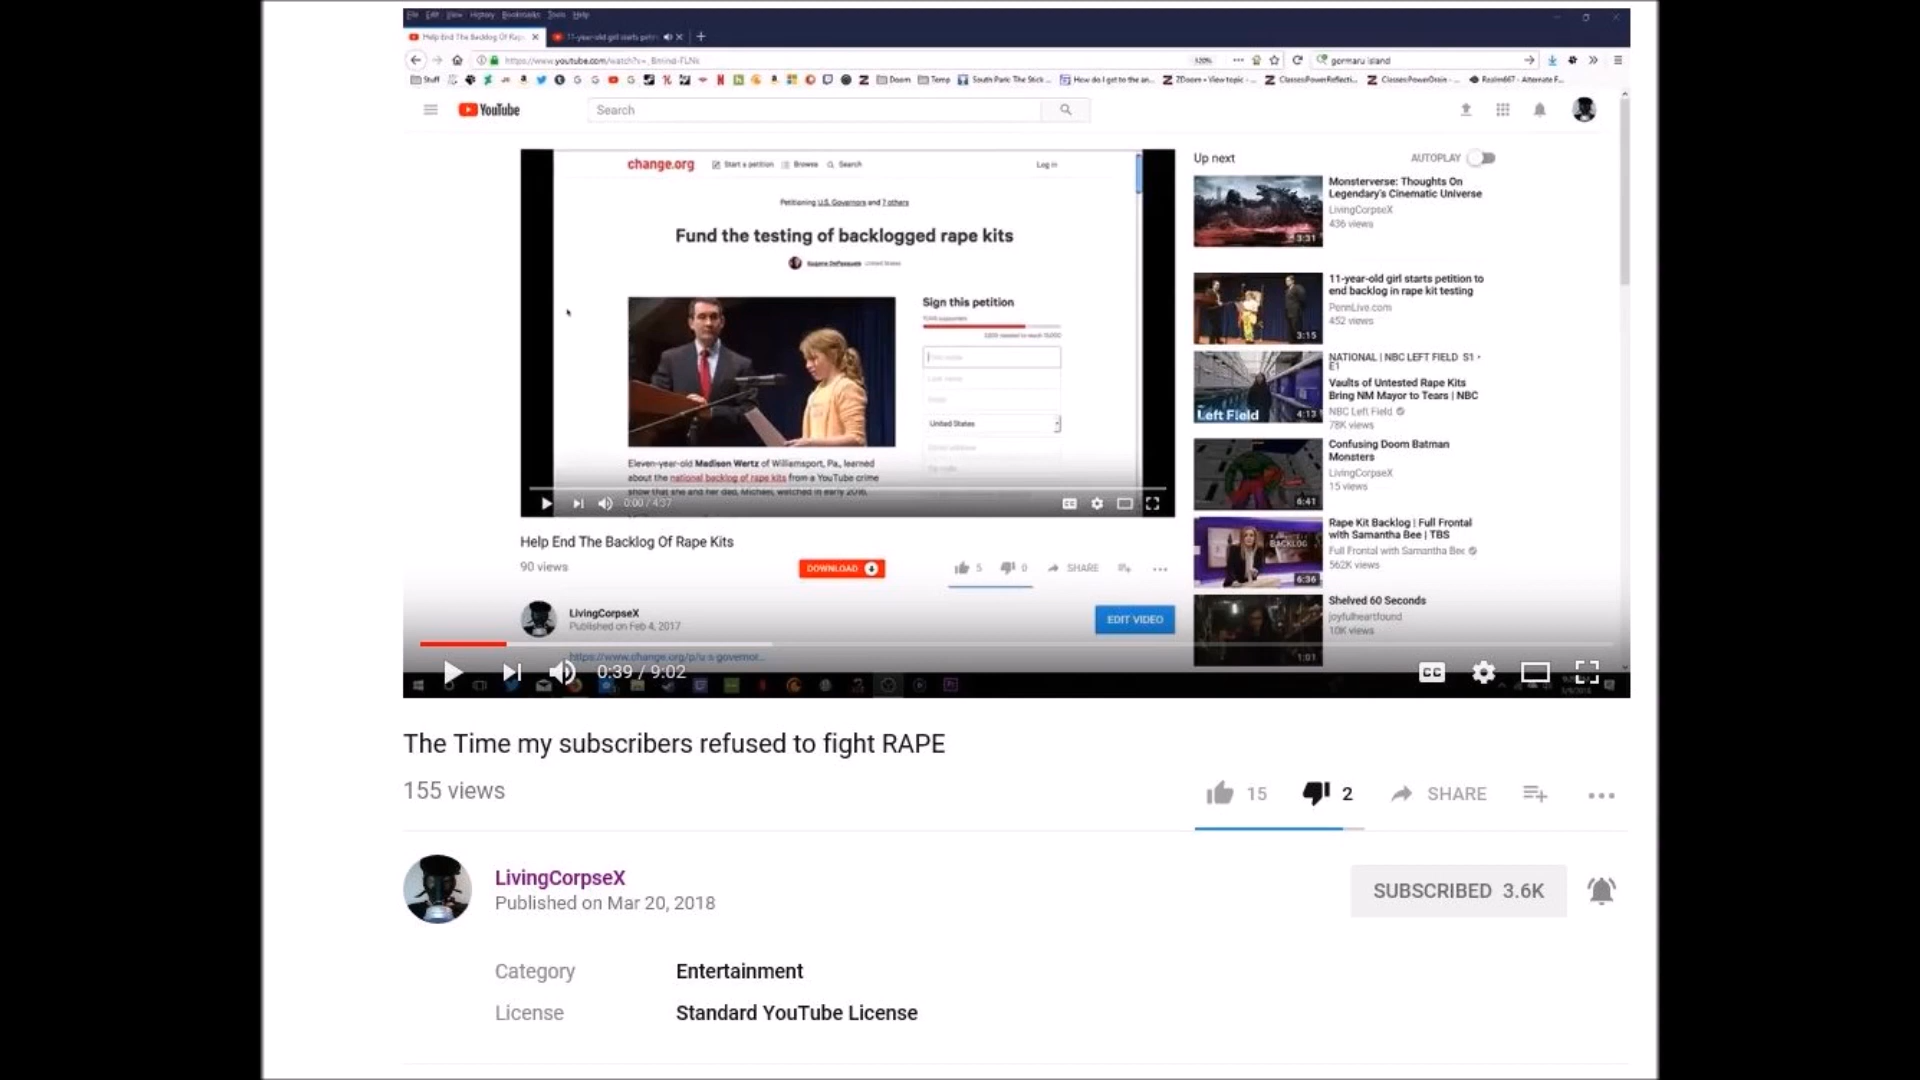 File Edit View History Bookmarks Tools Help
Help End The Backlog Of Rap
11-year-old girl starts petit
https://www.youtube.com/watch?v=
120%
gormaru island
Stuff
Doom
Temp
South Park: The Stick ...
How do I get to the an...
ZDoom • View topic - ...
ClassesPowerReflecti...
ClassesPowerDrain - ...
Realm667 - Alternate F...
YouTube
Search
change.org
Start a petition
Browse
Search
Log in
Petitioning U.S. Governors and 7 others
Fund the testing of backlogged rape kits
United States
Sign this petition
First name
Last name
Email
United States
Eleven-year-old Madison Wertz of Williamsport, Pa., learned
about the national backlog of rape kits from a YouTube crime
show that she and her dad, Michael, watched in early 2016.
0:00 / 4:37
Help End The Backlog Of Rape Kits
90 views
DOWNLOAD
5
0
SHARE
LivingCorpseX
Published on Feb 4, 2017
EDIT VIDEO
https://www.change.org/p/u-s-governor...
Up next
AUTOPLAY
Monsterverse: Thoughts On
Legendary's Cinematic Universe
LivingCorpseX
436 views
3:31
11-year-old girl starts petition to
end backlog in rape kit testing
PennLive.com
452 views
3:15
NATIONAL | NBC LEFT FIELD S1 •
E1
Vaults of Untested Rape Kits
Bring NM Mayor to Tears | NBC
NBC Left Field
78K views
Left Field
4:13
Confusing Doom Batman
Monsters
LivingCorpseX
15 views
6:41
Rape Kit Backlog | Full Frontal
with Samantha Bee | TBS
Full Frontal with Samantha Bee
562K views
BACKLOG
6:36
Shelved 60 Seconds
joyfulheartfound
10K views
1:01
0:39 / 9:02
CC
The Time my subscribers refused to fight RAPE
155 views
15
2
SHARE
LivingCorpseX
Published on Mar 20, 2018
SUBSCRIBED 3.6K
Category
Entertainment
License
Standard YouTube License